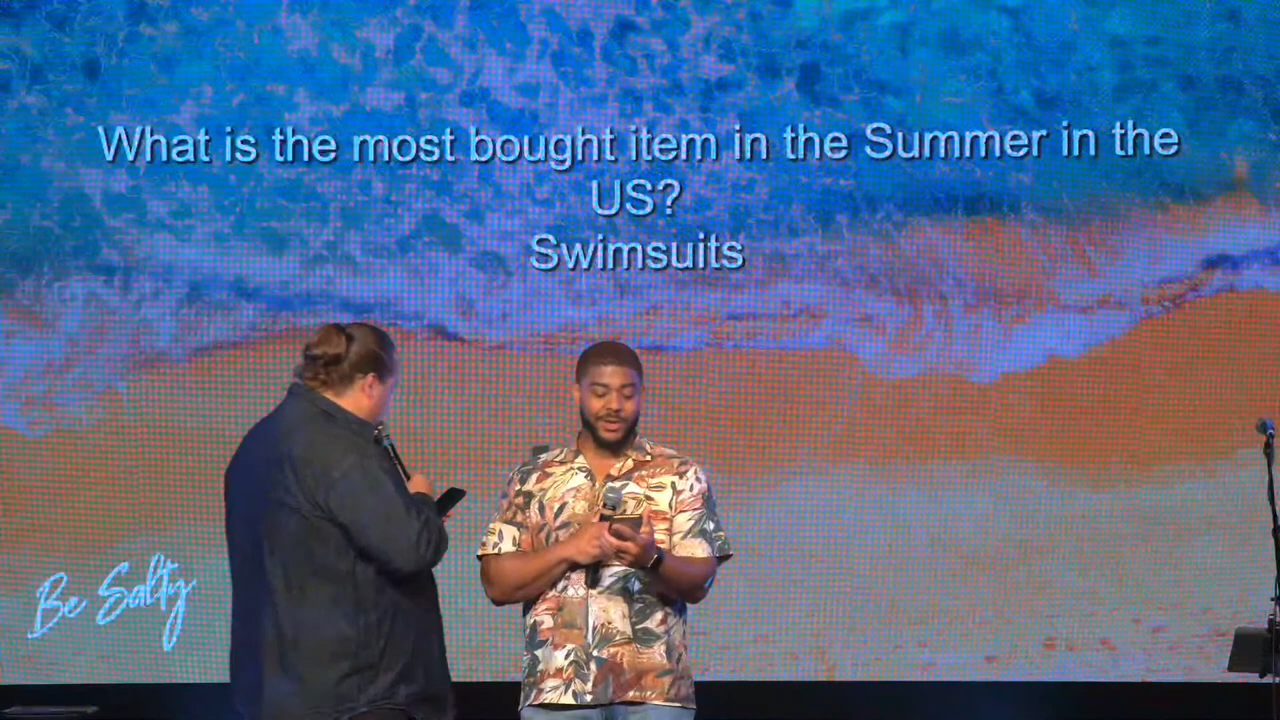 What is the most bought item in the Summer in the
US?
Swimsuits
Be Salty